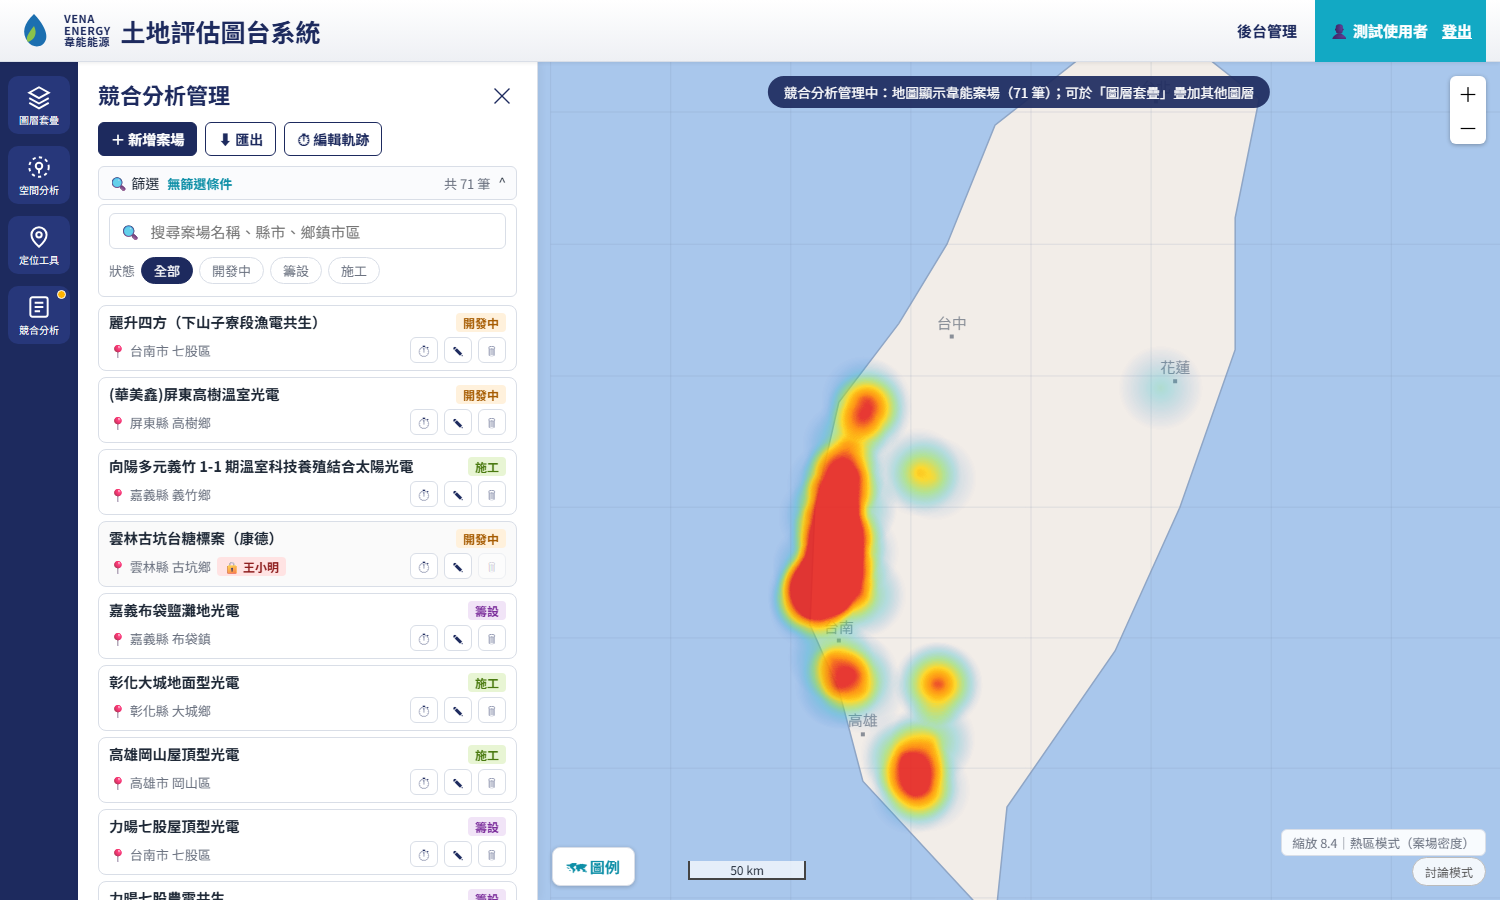 VENA
ENERGY
韋能能源
土地評估圖台系統
後台管理
測試使用者
登出
圖層套疊
空間分析
定位工具
競合分析
競合分析管理
＋ 新增案場
匯出
編輯軌跡
篩選 無篩選條件 共 71 筆 ^
搜尋案場名稱、縣市、鄉鎮市區
狀態 全部 開發中 籌設 施工
麗升四方（下山子寮段漁電共生） 開發中
台南市 七股區
(華美鑫)屏東高樹溫室光電 開發中
屏東縣 高樹鄉
向陽多元義竹 1-1 期溫室科技養殖結合太陽光電 施工
嘉義縣 義竹鄉
雲林古坑台糖標案（康德） 開發中
雲林縣 古坑鄉 王小明
嘉義布袋鹽灘地光電 籌設
嘉義縣 布袋鎮
彰化大城地面型光電 施工
彰化縣 大城鄉
高雄岡山屋頂型光電 施工
高雄市 岡山區
力暘七股屋頂型光電 籌設
台南市 七股區
力暘七股農電共生 籌設
競合分析管理中：地圖顯示韋能案場（71 筆）；可於「圖層套疊」疊加其他圖層
台中
花蓮
台南
高雄
圖例
50 km
縮放 8.4｜熱區模式（案場密度）
討論模式